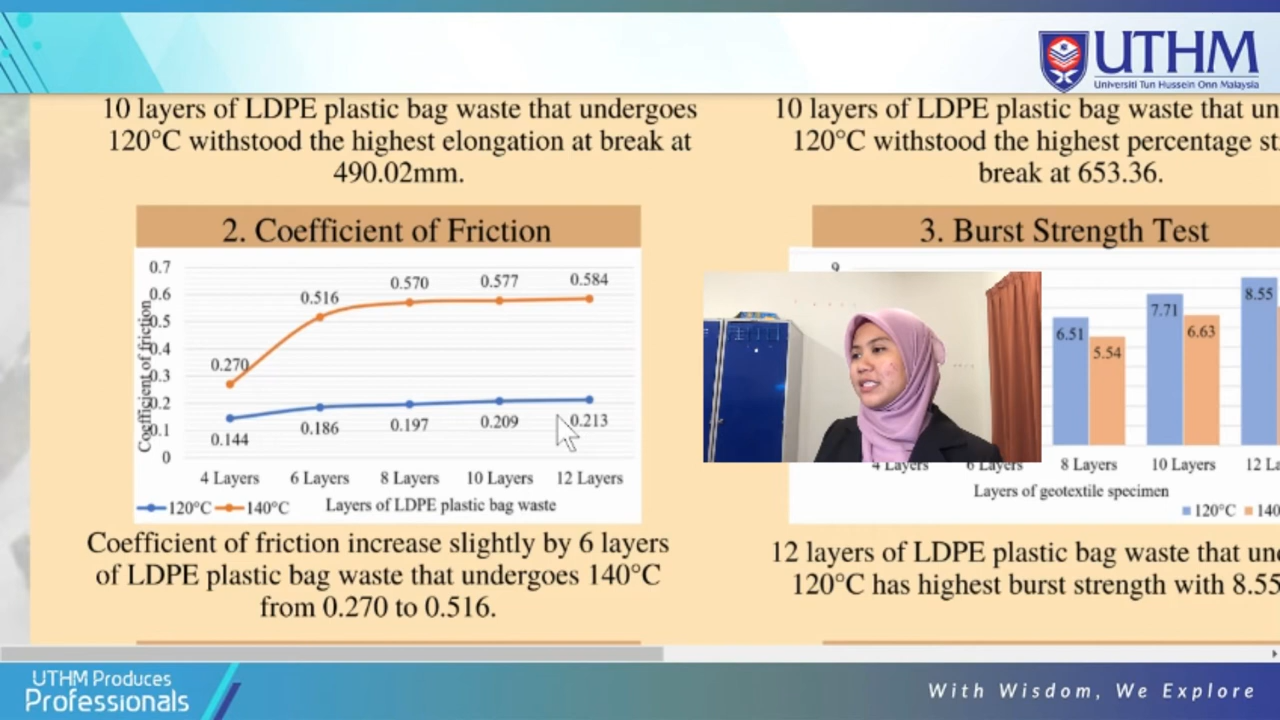 UTHM
Universiti Tun Hussein Onn Malaysia
10 layers of LDPE plastic bag waste that undergoes
120°C withstood the highest elongation at break at
490.02mm.
10 layers of LDPE plastic bag waste that un
120°C withstood the highest percentage st
break at 653.36.
2. Coefficient of Friction
Coefficient of friction
0.7
0.6
0.5
0.4
0.3
0.2
0.1
0
0.270
0.516
0.570
0.577
0.584
0.144
0.186
0.197
0.209
0.213
4 Layers 6 Layers 8 Layers 10 Layers 12 Layers
120°C 140°C
Layers of LDPE plastic bag waste
Coefficient of friction increase slightly by 6 layers
of LDPE plastic bag waste that undergoes 140°C
from 0.270 to 0.516.
3. Burst Strength Test
9
6.51
5.54
7.71
6.63
8.55
4 Layers 6 Layers 8 Layers 10 Layers 12 La
Layers of geotextile specimen
120°C 140
12 layers of LDPE plastic bag waste that un
120°C has highest burst strength with 8.55
UTHM Produces
Professionals
With Wisdom, We Explore